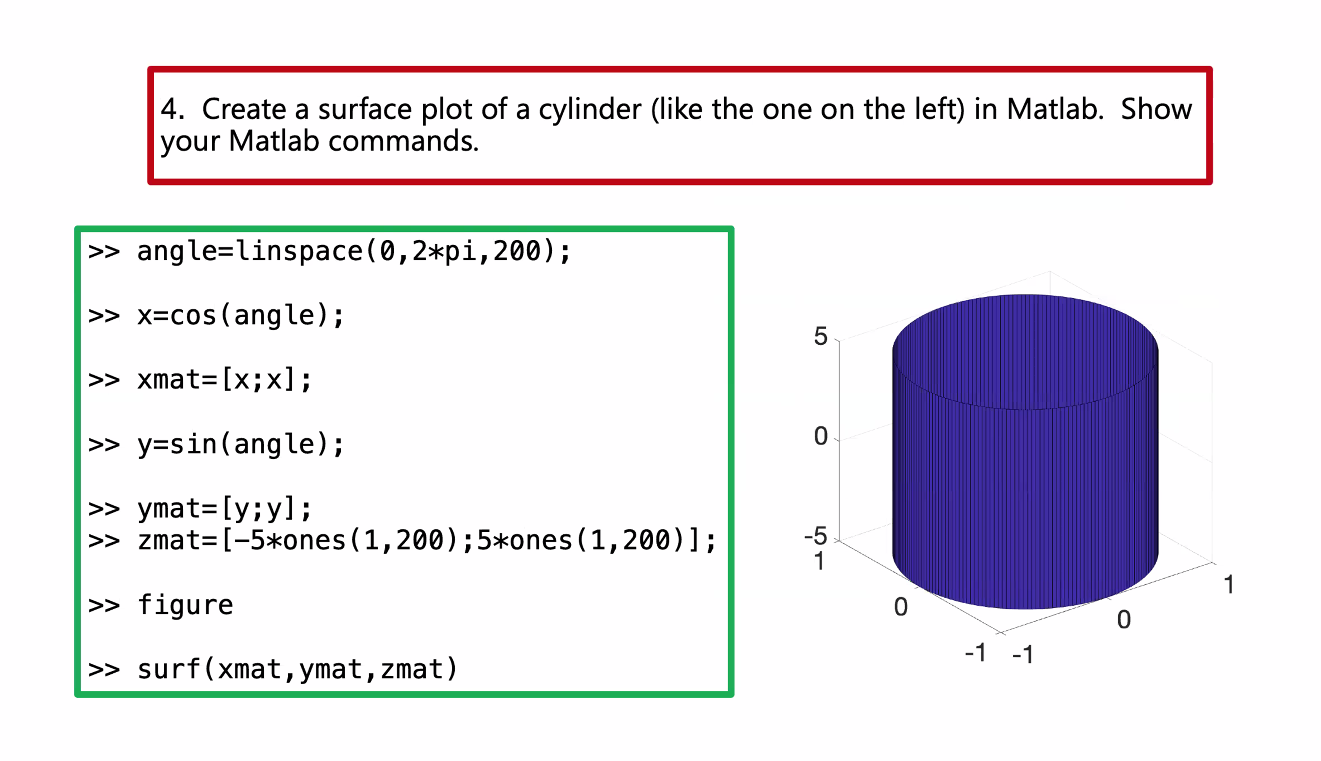 4.  Create a surface plot of a cylinder (like the one on the left) in Matlab.  Show
your Matlab commands.
>> angle=linspace(0,2*pi,200);
>> x=cos(angle);
>> xmat=[x;x];
>> y=sin(angle);
>> ymat=[y;y];
>> zmat=[-5*ones(1,200);5*ones(1,200)];
>> figure
>> surf(xmat,ymat,zmat)
5
0
-5
1
0
-1
-1
0
1